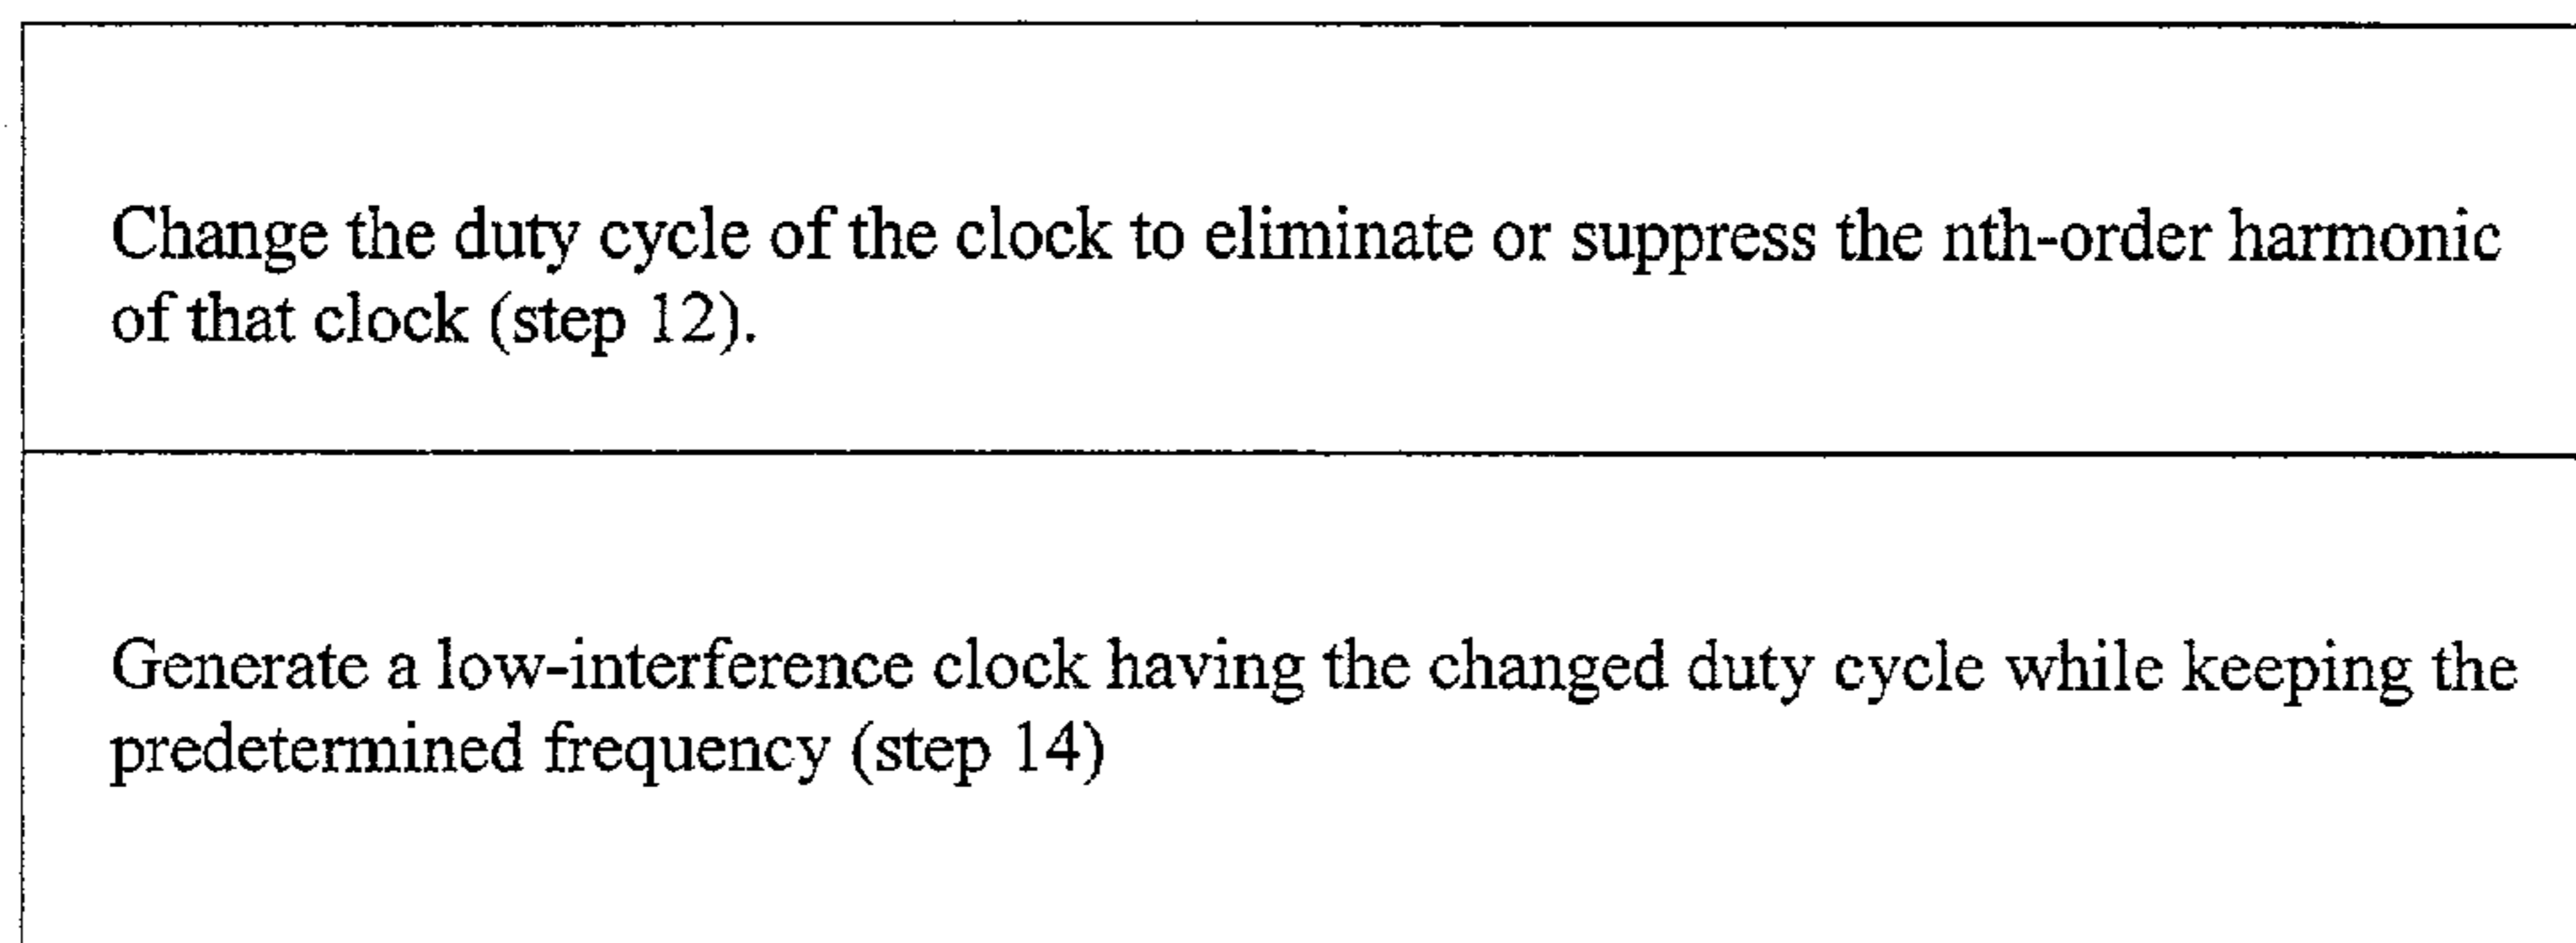 Change the duty cycle of the clock to eliminate or suppress the nth-order harmonic
of that clock (step 12).
Generate a low-interference clock having the changed duty cycle while keeping the
predetermined frequency (step 14)